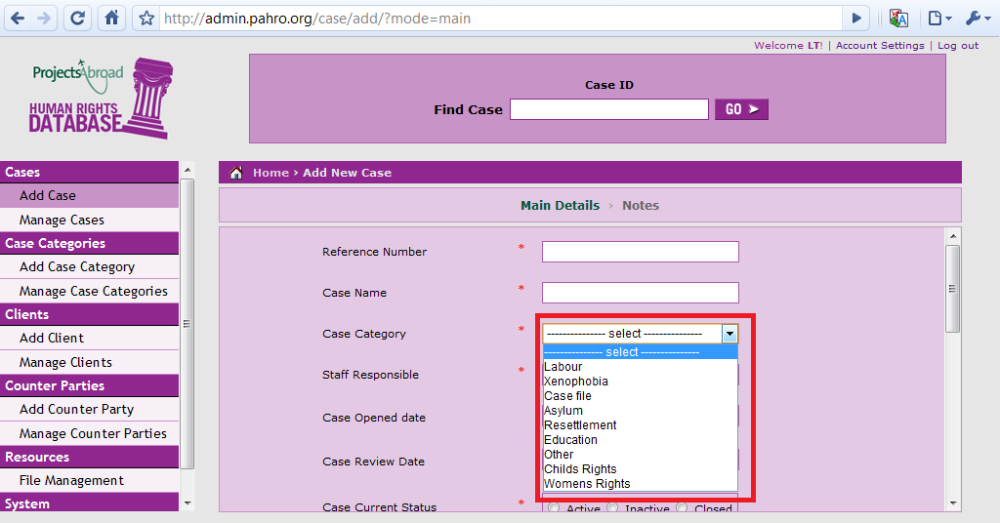 http://admin.pahro.org/case/add/?mode=main
Welcome LT! | Account Settings | Log out
ProjectsAbroad
HUMAN RIGHTS
DATABASE
Case ID
Find Case
GO
Cases
Add Case
Manage Cases
Case Categories
Add Case Category
Manage Case Categories
Clients
Add Client
Manage Clients
Counter Parties
Add Counter Party
Manage Counter Parties
Resources
File Management
System
Home › Add New Case
Main Details › Notes
Reference Number *
Case Name *
Case Category *
--------------- select ---------------
--------------- select ---------------
Labour
Xenophobia
Case file
Asylum
Resettlement
Education
Other
Childs Rights
Womens Rights
Staff Responsible *
Case Opened date
Case Review Date
Case Current Status *
Active Inactive Closed